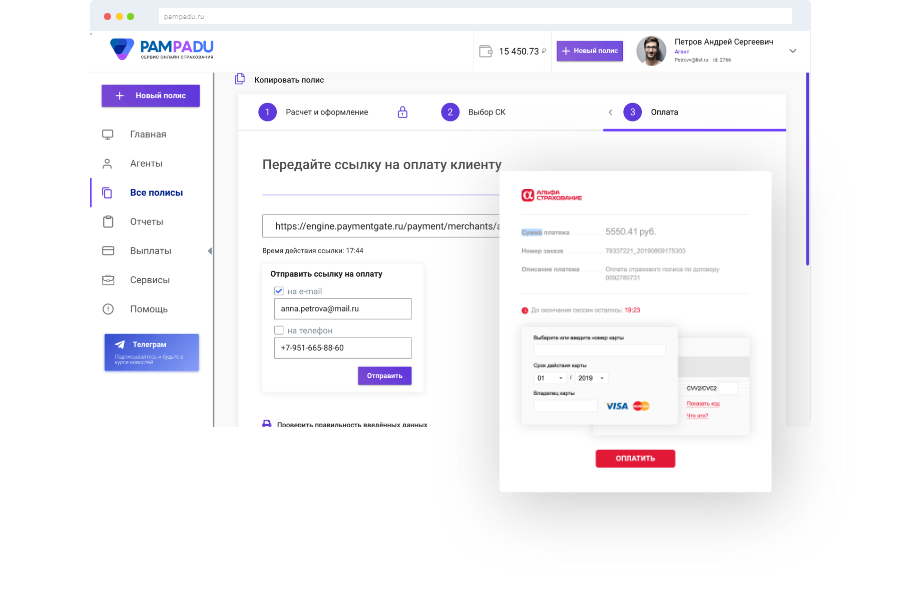 pampadu.ru
PAMPADU
СЕРВИС ОНЛАЙН СТРАХОВАНИЯ
15 450.73 ₽
Новый полис
Петров Андрей Сергеевич
Агент
Petrov@list.ru id: 2766
Новый полис
Главная
Агенты
Все полисы
Отчеты
Выплаты
Сервисы
Помощь
Телеграм
Подписывайтесь и будьте в
курсе новостей
Копировать полис
1 Расчет и оформление
2 Выбор СК
3 Оплата
Передайте ссылку на оплату клиенту
https://engine.paymentgate.ru/payment/merchants/a
Время действия ссылки: 17:44
Отправить ссылку на оплату
на e-mail
anna.petrova@mail.ru
на телефон
+7-951-665-88-60
Отправить
Проверить правильность введённых данных
АЛЬФА
СТРАХОВАНИЕ
Сумма платежа 5550.41 руб.
Номер заказа 78337221_20190809175303
Описание платежа Оплата страхового полиса по договору
0092780731
До окончания сессии осталось: 19:23
Выберите или введите номер карты
Срок действия карты
01 / 2019
Владелец карты
VISA MasterCard
CVV2/CVC2
Показать код
Что это?
ОПЛАТИТЬ